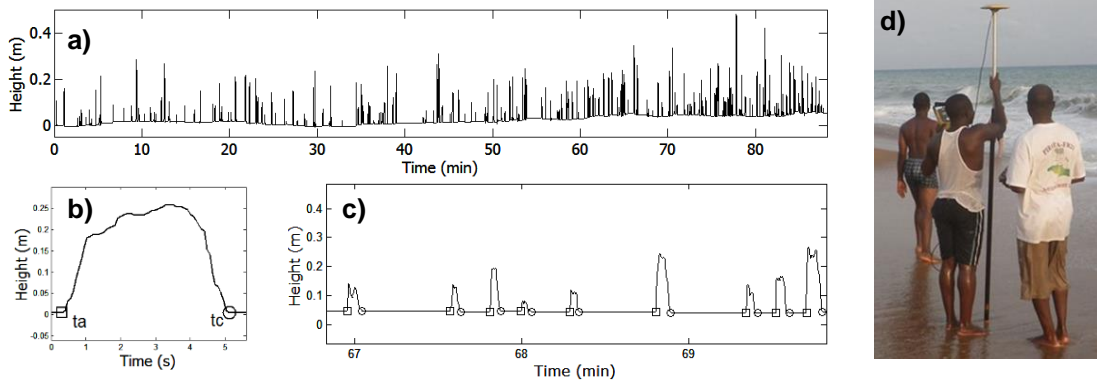 a)
Height (m)
0.4
0.2
0
0 10 20 30 40 50 60 70 80
Time (min)
b)
Height (m)
0.25
0.2
0.15
0.1
0.05
0
-0.05
ta tc
0 1 2 3 4 5
Time (s)
c)
Height (m)
0.4
0.3
0.2
0.1
0
67 68 69
Time (min)
d)